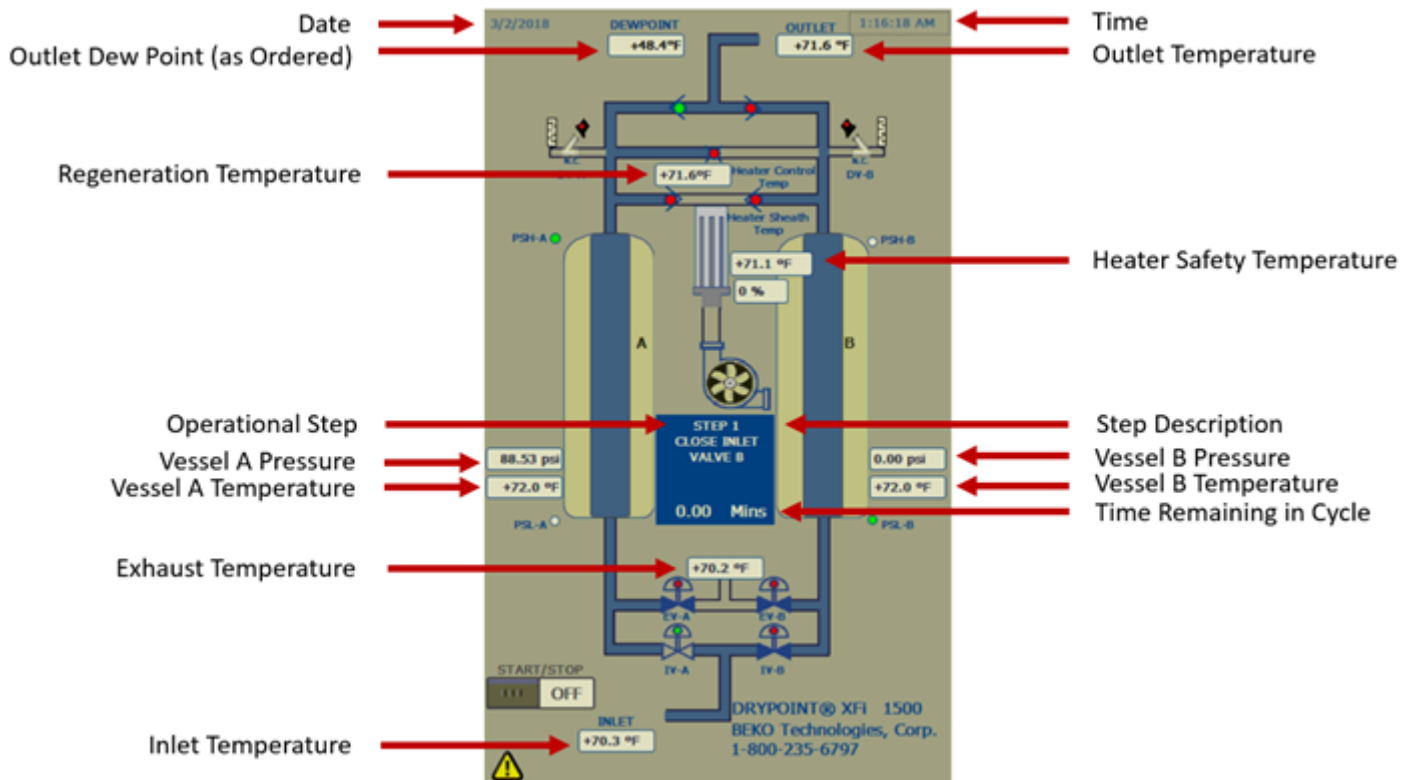 Date
3/2/2018
DEWPOINT
OUTLET
1:16:18 AM
Time
Outlet Dew Point (as Ordered)
+48.4°F
+71.6 °F
Outlet Temperature
N.C.
N.C.
DV-B
Regeneration Temperature
+71.6°F
Heater Control
Temp
Heater Sheath
Temp
PSH-A
PSH-B
+71.1 °F
Heater Safety Temperature
0 %
A
B
Operational Step
STEP 1
CLOSE INLET
VALVE B
Step Description
Vessel A Pressure
88.53 psi
0.00 psi
Vessel B Pressure
Vessel A Temperature
+72.0 °F
+72.0 °F
Vessel B Temperature
0.00 Mins
Time Remaining in Cycle
PSL-A
PSL-B
Exhaust Temperature
+70.2 °F
EV-A
EV-B
IV-A
IV-B
START/STOP
OFF
DRYPOINT® XFi 1500
BEKO Technologies, Corp.
1-800-235-6797
INLET
Inlet Temperature
+70.3 °F